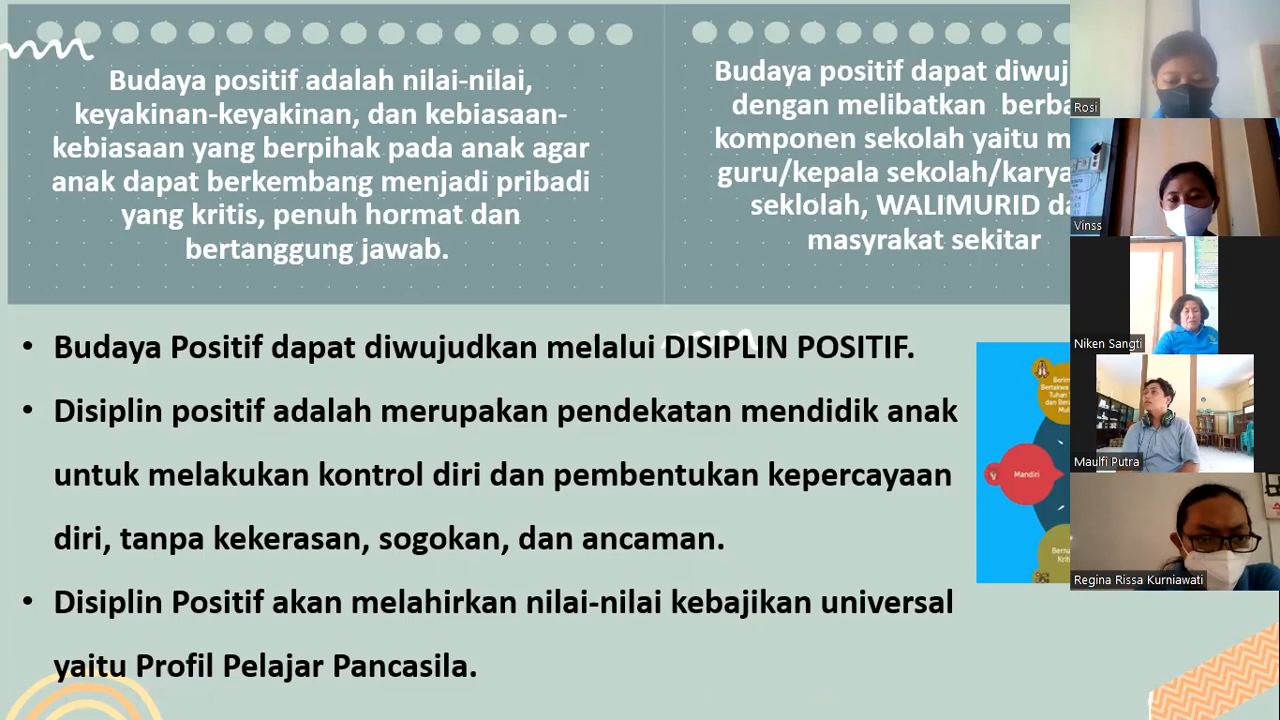 Budaya positif adalah nilai-nilai,
keyakinan-keyakinan, dan kebiasaan-
kebiasaan yang berpihak pada anak agar
anak dapat berkembang menjadi pribadi
yang kritis, penuh hormat dan
bertanggung jawab.
Budaya positif dapat
dengan melibatkan
komponen sekolah yaitu
guru/kepala sekolah/
seklolah, WALIMURID
masyrakat sekitar
Budaya Positif dapat diwujudkan melalui DISIPLIN POSITIF.
Disiplin positif adalah merupakan pendekatan mendidik anak
untuk melakukan kontrol diri dan pembentukan kepercayaan
diri, tanpa kekerasan, sogokan, dan ancaman.
Disiplin Positif akan melahirkan nilai-nilai kebajikan universal
yaitu Profil Pelajar Pancasila.
Mandiri
Rosi
Vinss
Niken Sangti
Maulfi Putra
Regina Rissa Kurniawati